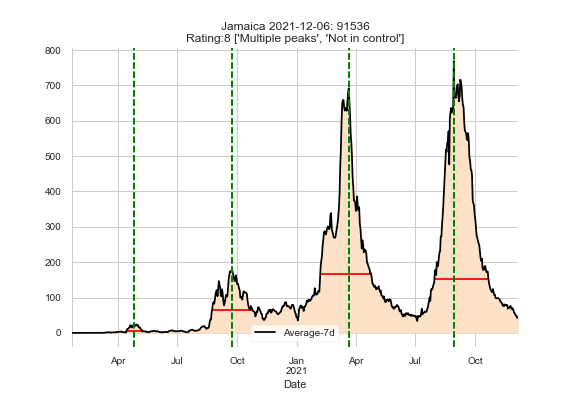 Jamaica 2021-12-06: 91536
Rating:8 ['Multiple peaks', 'Not in control']
800
700
600
500
400
300
200
100
0
Average-7d
Apr Jul Oct Jan Apr Jul Oct
2021
Date